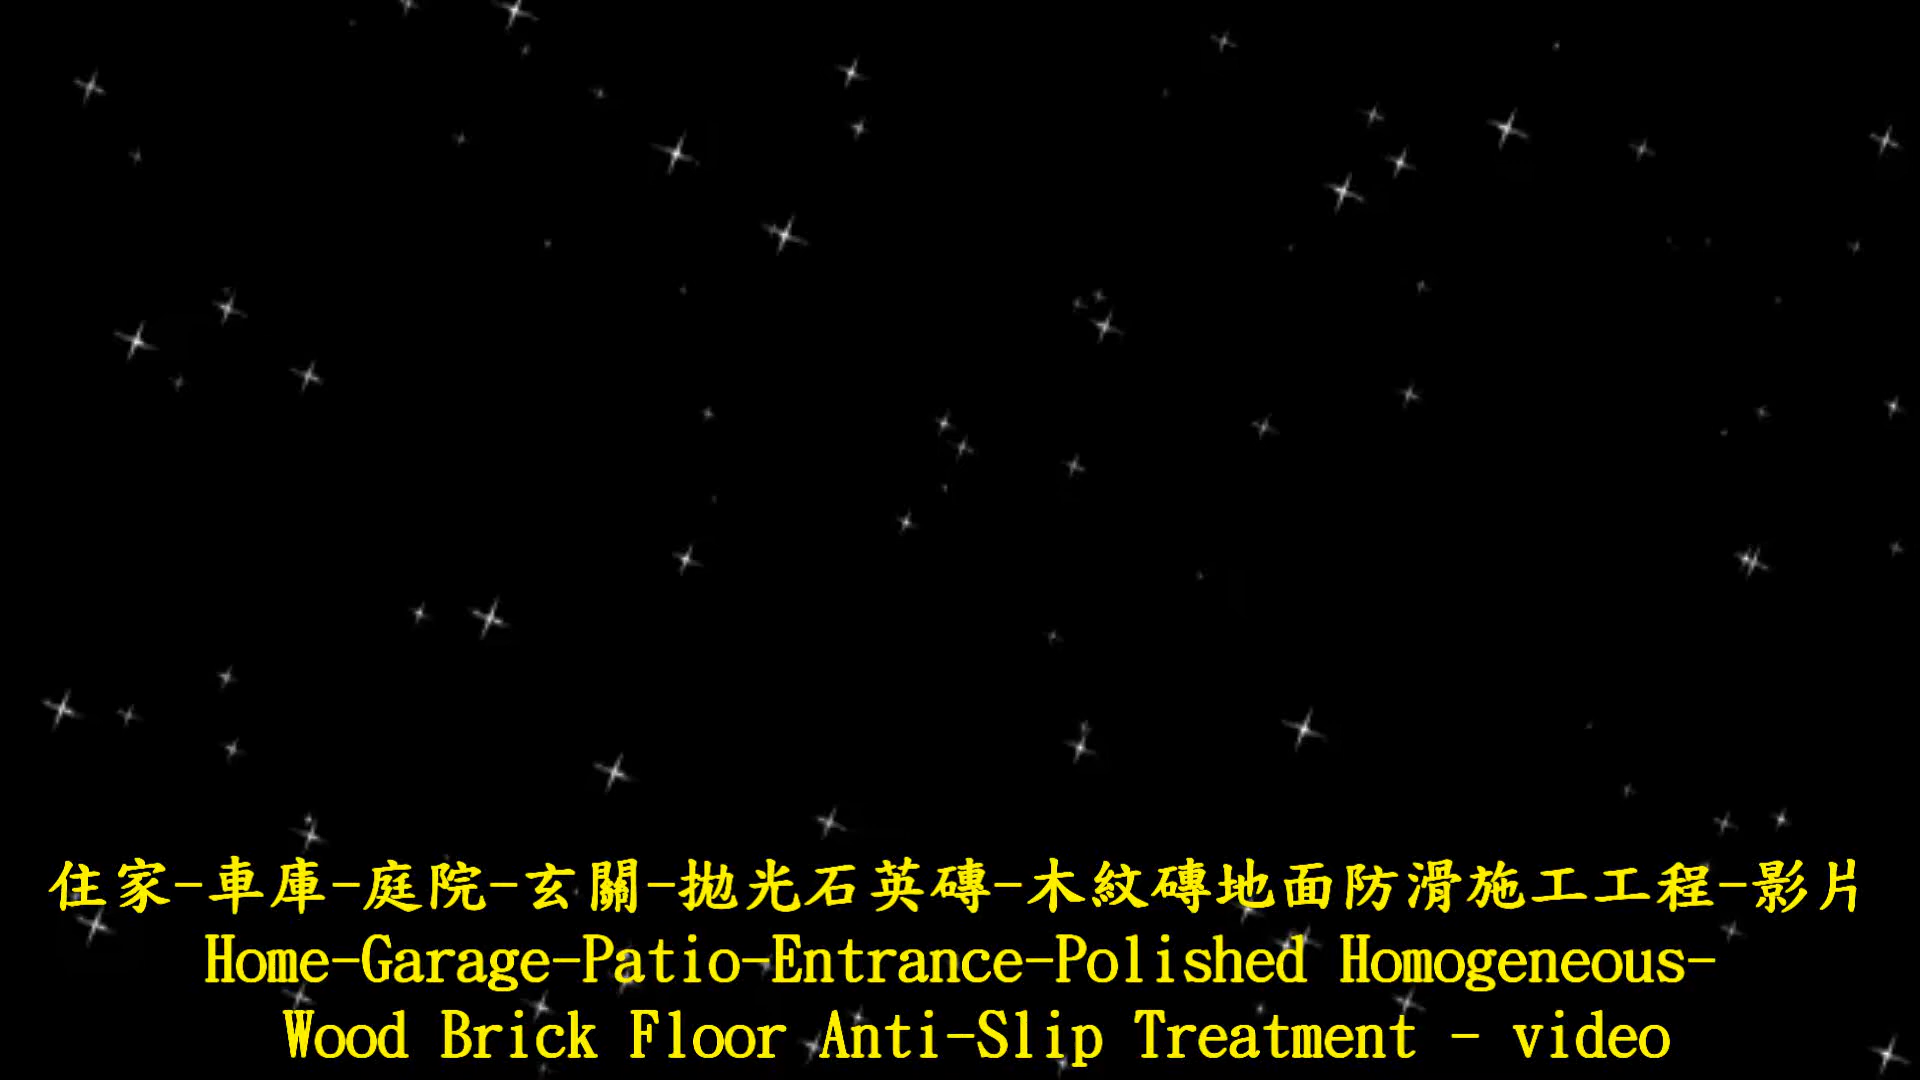 住家-車庫-庭院-玄關-拋光石英磚-木紋磚地面防滑施工工程-影片
Home-Garage-Patio-Entrance-Polished Homogeneous-
Wood Brick Floor Anti-Slip Treatment - video